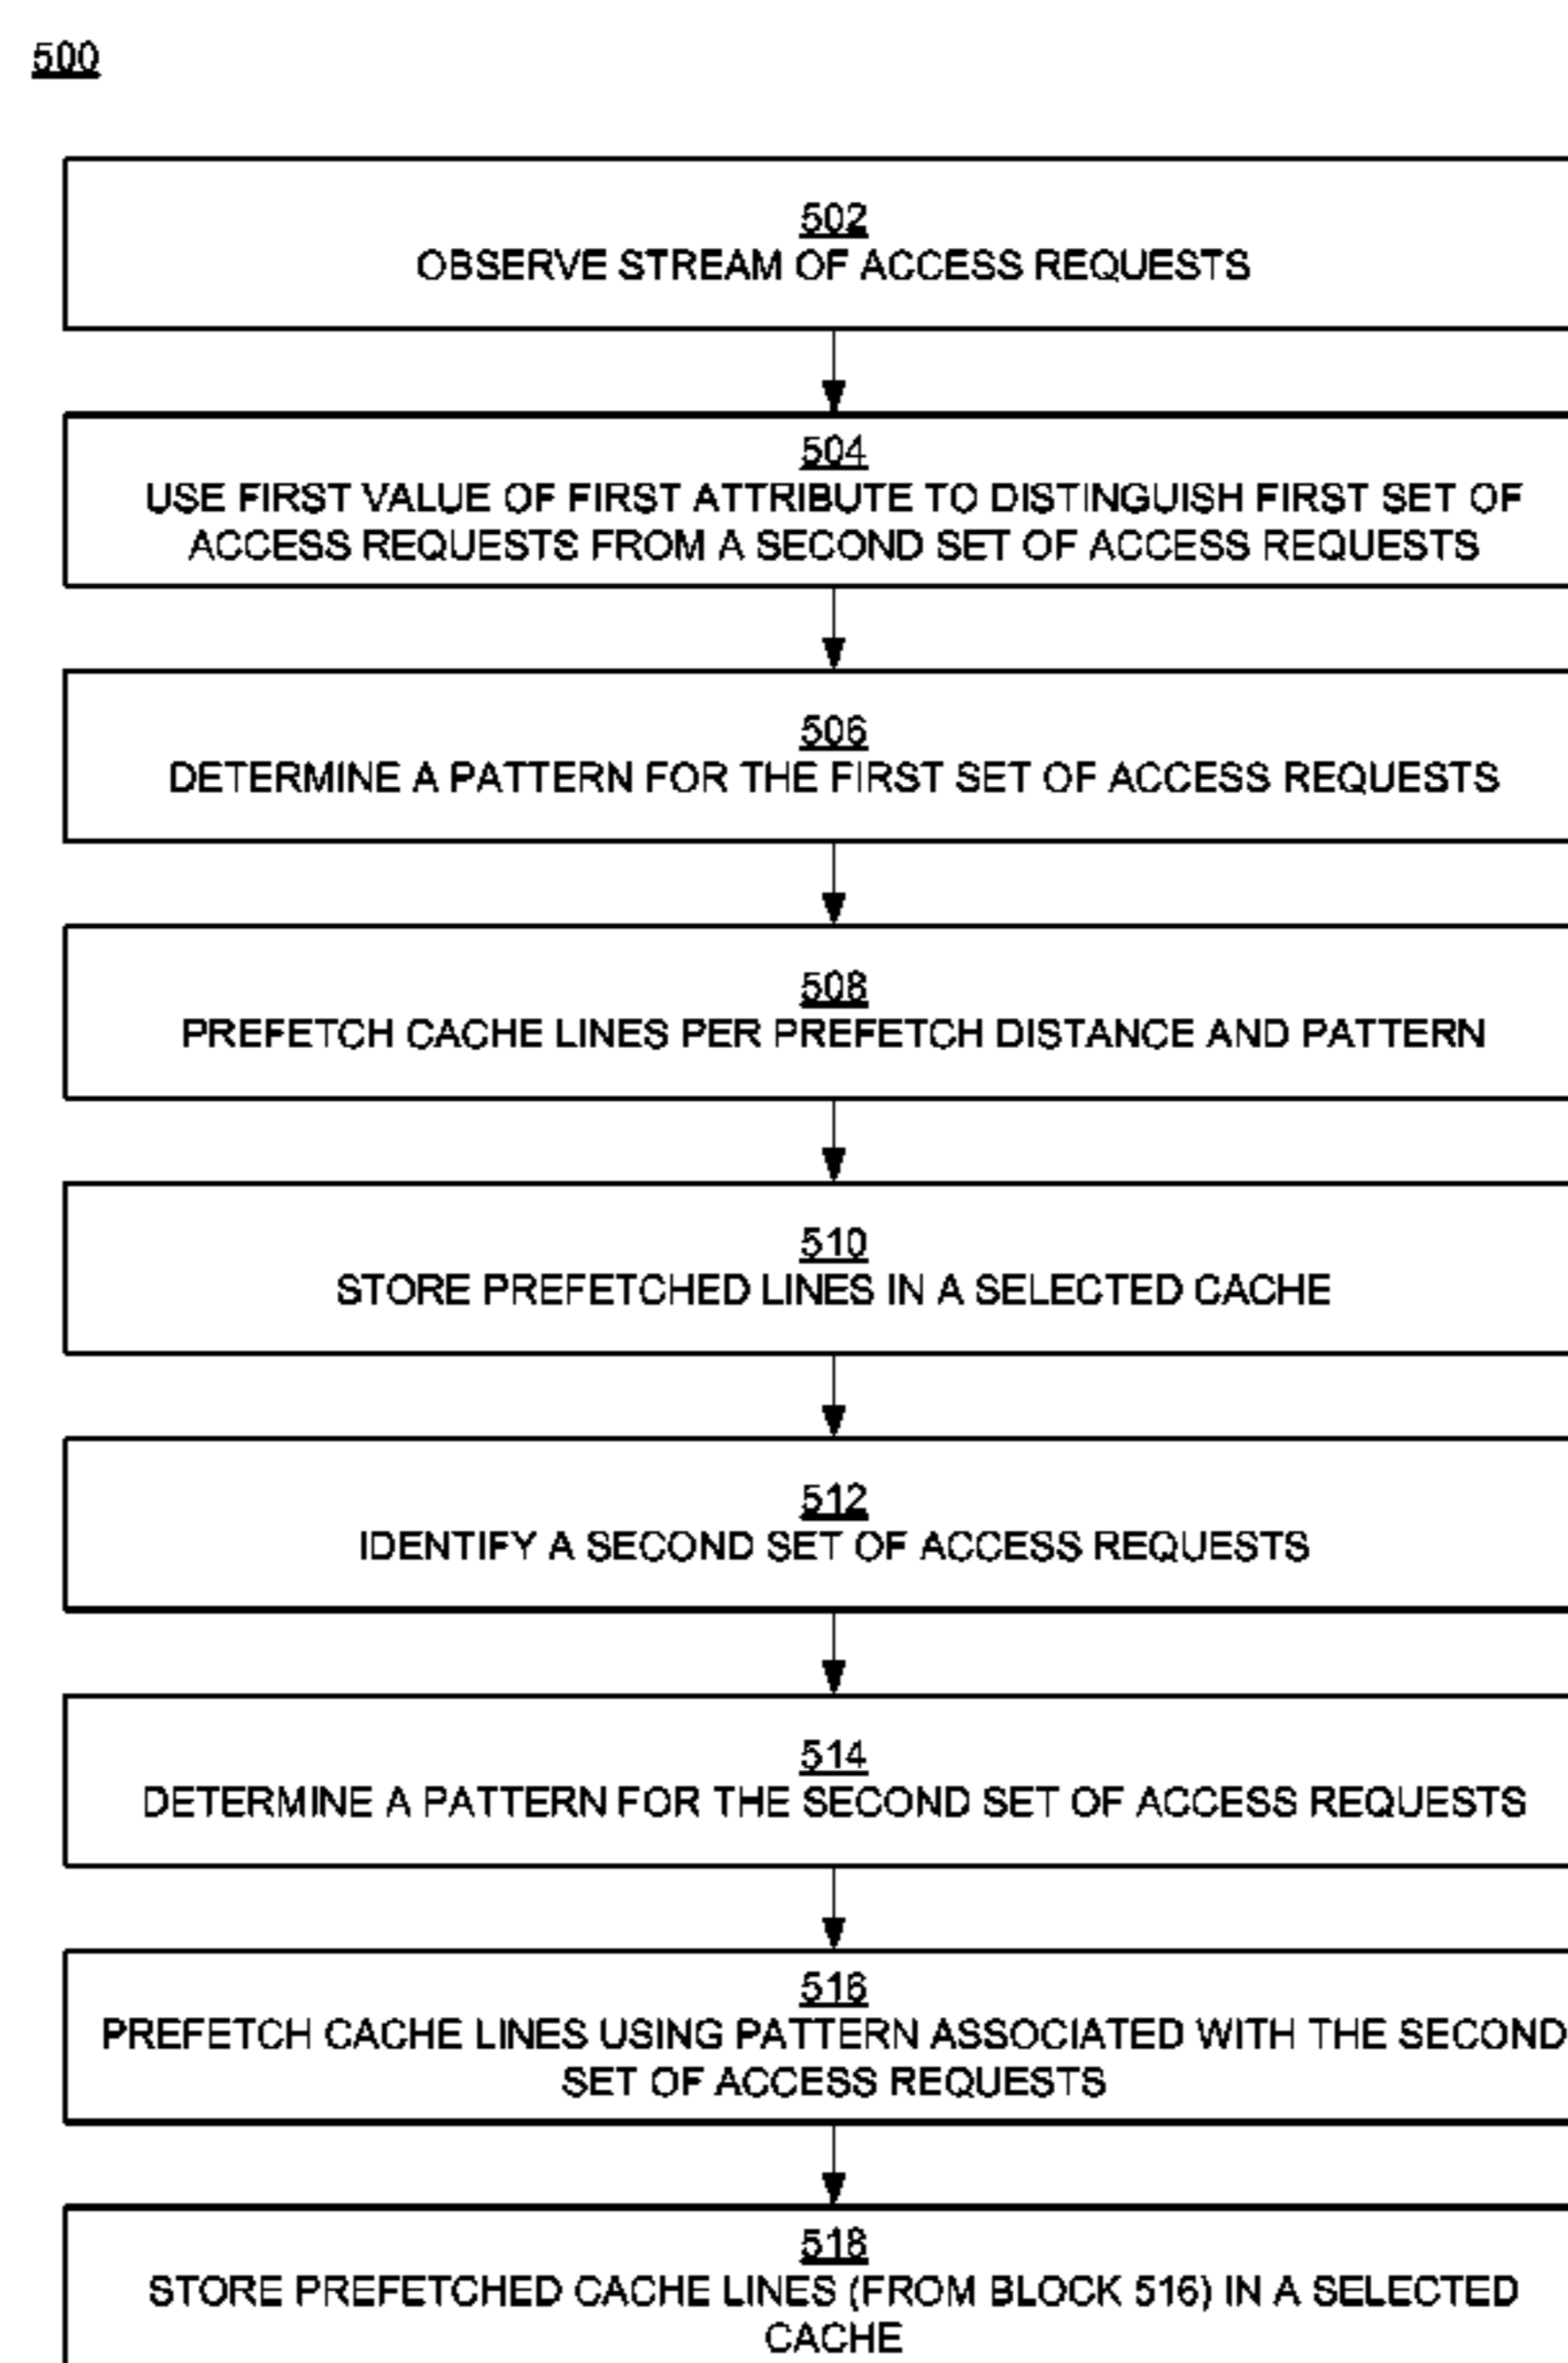 500
502
OBSERVE STREAM OF ACCESS REQUESTS
504
USE FIRST VALUE OF FIRST ATTRIBUTE TO DISTINGUISH FIRST SET OF
ACCESS REQUESTS FROM A SECOND SET OF ACCESS REQUESTS
506
DETERMINE A PATTERN FOR THE FIRST SET OF ACCESS REQUESTS
508
PREFETCH CACHE LINES PER PREFETCH DISTANCE AND PATTERN
510
STORE PREFETCHED LINES IN A SELECTED CACHE
512
IDENTIFY A SECOND SET OF ACCESS REQUESTS
514
DETERMINE A PATTERN FOR THE SECOND SET OF ACCESS REQUESTS
516
PREFETCH CACHE LINES USING PATTERN ASSOCIATED WITH THE SECOND
SET OF ACCESS REQUESTS
518
STORE PREFETCHED CACHE LINES (FROM BLOCK 516) IN A SELECTED
CACHE